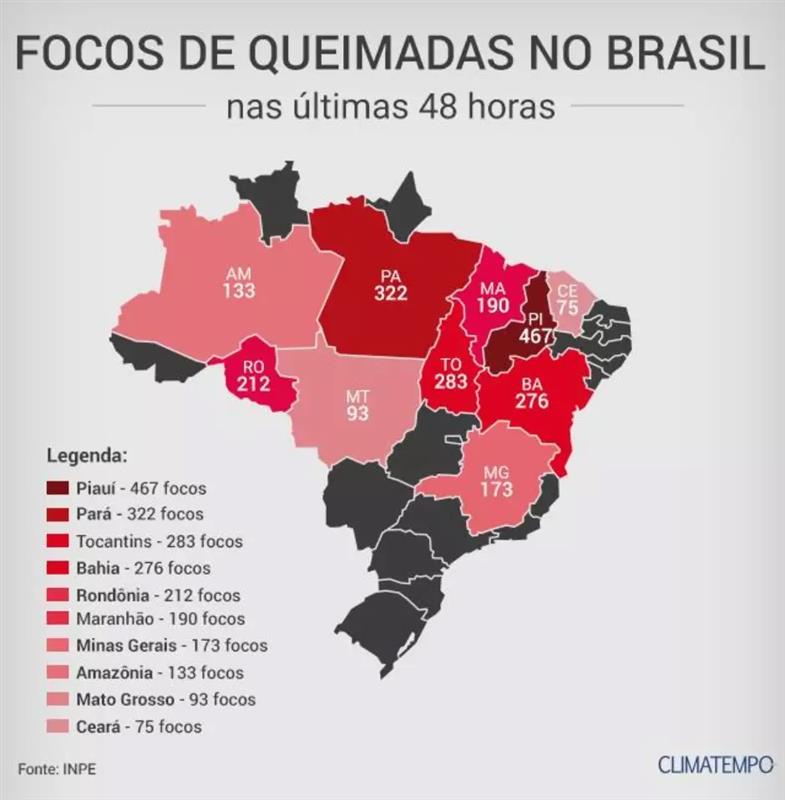 FOCOS DE QUEIMADAS NO BRASIL
nas últimas 48 horas
AM
133
PA
322
MA
190
CE
75
PI
467
RO
212
MT
93
TO
283
BA
276
MG
173
Legenda:
Piauí - 467 focos
Pará - 322 focos
Tocantins - 283 focos
Bahia - 276 focos
Rondônia - 212 focos
Maranhão - 190 focos
Minas Gerais - 173 focos
Amazônia - 133 focos
Mato Grosso - 93 focos
Ceará - 75 focos
Fonte: INPE
CLIMATEMPO